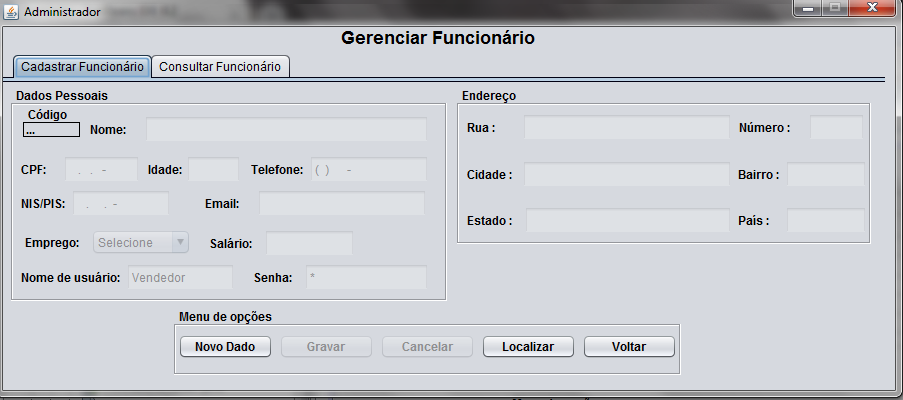 Administrador
Gerenciar Funcionário
Cadastrar Funcionário Consultar Funcionário
Dados Pessoais
Código
...
Nome:
CPF: . . - Idade: Telefone: ( ) -
NIS/PIS: . . - Email:
Emprego: Selecione Salário:
Nome de usuário: Vendedor Senha: *
Endereço
Rua : Número :
Cidade : Bairro :
Estado : País :
Menu de opções
Novo Dado Gravar Cancelar Localizar Voltar